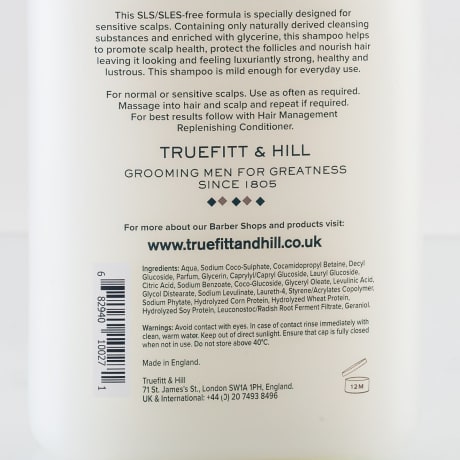 This SLS/SLES-free formula is specially designed for
sensitive scalps. Containing only naturally derived cleansing
substances and enriched with glycerine, this shampoo helps
to promote scalp health, protect the follicles and nourish hair
leaving it looking and feeling luxuriantly strong, healthy and
lustrous. This shampoo is mild enough for everyday use.
For normal or sensitive scalps. Use as often as required.
Massage into hair and scalp and repeat if required.
For best results follow with Hair Management
Replenishing Conditioner.
TRUEFITT & HILL
GROOMING MEN FOR GREATNESS
SINCE 1805
For more about our Barber Shops and products visit:
www.truefittandhill.co.uk
Ingredients: Aqua, Sodium Coco-Sulphate, Cocamidopropyl Betaine, Decyl
Glucoside, Parfum, Glycerin, Caprylyl/Capryl Glucoside, Lauryl Glucoside,
Citric Acid, Sodium Benzoate, Coco-Glucoside, Glyceryl Oleate, Levulinic Acid,
Glycol Distearate, Sodium Levulinate, Laureth-4, Styrene/Acrylates Copolymer,
Sodium Phytate, Hydrolyzed Corn Protein, Hydrolyzed Wheat Protein,
Hydrolyzed Soy Protein, Leuconostoc/Radish Root Ferment Filtrate, Geraniol.
Warnings: Avoid contact with eyes. In case of contact rinse immediately with
clean, warm water. Keep out of direct sunlight. Ensure that cap is fully closed
when not in use. Do not store above 40°C.
Made in England.
Truefitt & Hill
71 St. James's St., London SW1A 1PH, England.
UK & International: +44 (0) 20 7493 8496
6 82940 10027 1
12M